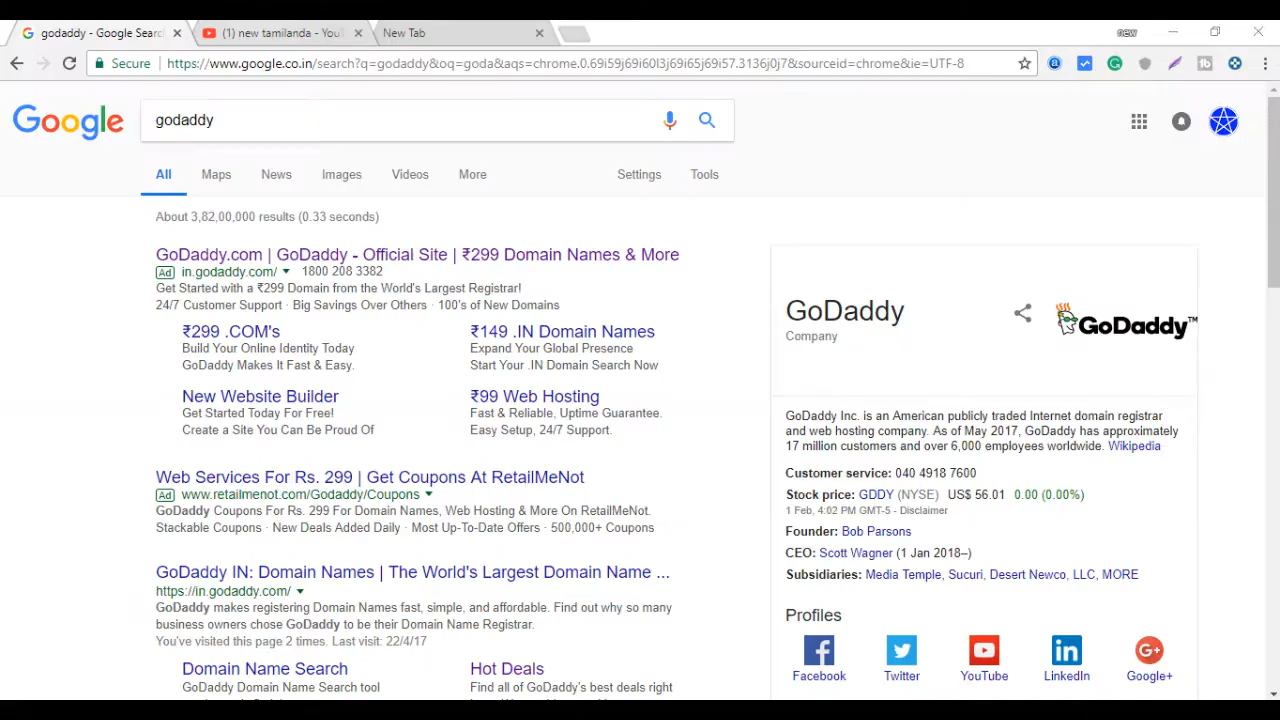 godaddy - Google Searc
(1) new tamilanda - You
New Tab
new
Secure
https://www.google.co.in/search?q=godaddy&oq=goda&aqs=chrome.0.69i59j69i60l3j69i65j69i57.3136j0j7&sourceid=chrome&ie=UTF-8
Google
godaddy
All
Maps
News
Images
Videos
More
Settings
Tools
About 3,82,00,000 results (0.33 seconds)
GoDaddy.com | GoDaddy - Official Site | ₹299 Domain Names & More
Ad in.godaddy.com/ 1800 208 3382
Get Started with a ₹299 Domain from the World's Largest Registrar!
24/7 Customer Support · Big Savings Over Others · 100's of New Domains
₹299 .COM's
Build Your Online Identity Today
GoDaddy Makes It Fast & Easy.
₹149 .IN Domain Names
Expand Your Global Presence
Start Your .IN Domain Search Now
New Website Builder
Get Started Today For Free!
Create a Site You Can Be Proud Of
₹99 Web Hosting
Fast & Reliable, Uptime Guarantee.
Easy Setup, 24/7 Support.
Web Services For Rs. 299 | Get Coupons At RetailMeNot
Ad www.retailmenot.com/Godaddy/Coupons
GoDaddy Coupons For Rs. 299 For Domain Names, Web Hosting & More On RetailMeNot.
Stackable Coupons · New Deals Added Daily · Most Up-To-Date Offers · 500,000+ Coupons
GoDaddy IN: Domain Names | The World's Largest Domain Name ...
https://in.godaddy.com/
GoDaddy makes registering Domain Names fast, simple, and affordable. Find out why so many
business owners chose GoDaddy to be their Domain Name Registrar.
You've visited this page 2 times. Last visit: 22/4/17
Domain Name Search
GoDaddy Domain Name Search tool
Hot Deals
Find all of GoDaddy's best deals right
GoDaddy
Company
GoDaddy™
GoDaddy Inc. is an American publicly traded Internet domain registrar
and web hosting company. As of May 2017, GoDaddy has approximately
17 million customers and over 6,000 employees worldwide. Wikipedia
Customer service: 040 4918 7600
Stock price: GDDY (NYSE) US$ 56.01 0.00 (0.00%)
1 Feb, 4:02 PM GMT-5 - Disclaimer
Founder: Bob Parsons
CEO: Scott Wagner (1 Jan 2018–)
Subsidiaries: Media Temple, Sucuri, Desert Newco, LLC, MORE
Profiles
Facebook
Twitter
YouTube
LinkedIn
Google+